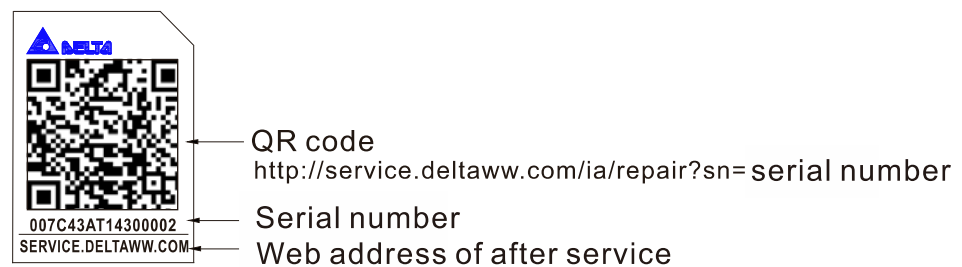 DELTA
QR code
http://service.deltaww.com/ia/repair?sn= serial number
007C43AT14300002
Serial number
SERVICE.DELTAWW.COM
Web address of after service